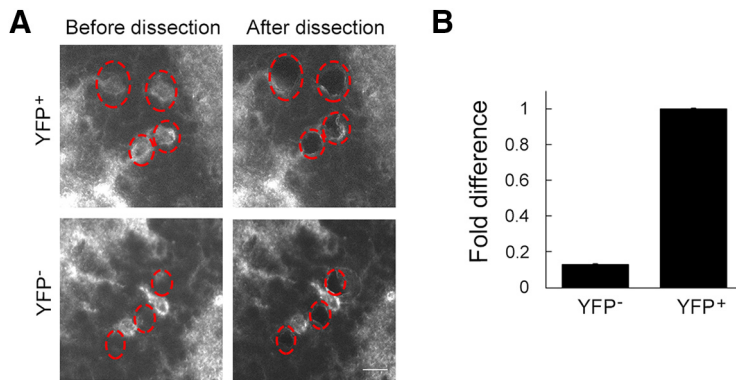 A
Before dissection
After dissection
YFP+
YFP-
B
Fold difference
1
0.8
0.6
0.4
0.2
0
YFP-
YFP+